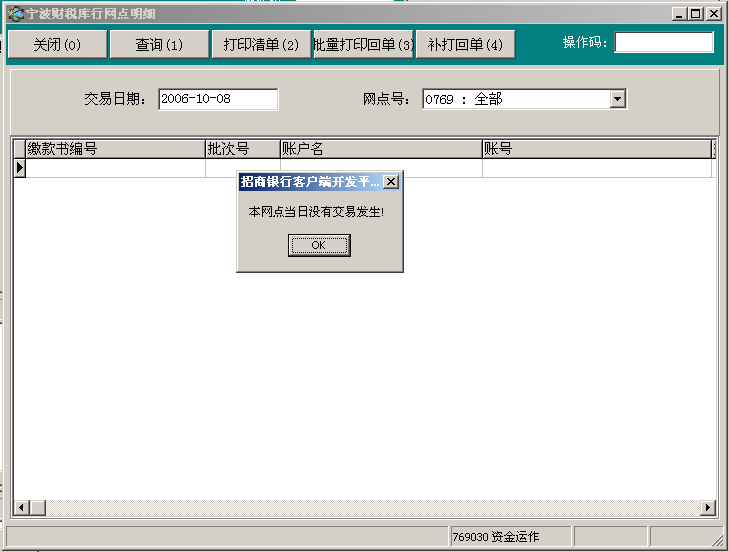 宁波财税库行网点明细
关闭(0) 查询(1) 打印清单(2) 批量打印回单(3) 补打回单(4) 操作码:
交易日期: 2006-10-08 网点号: 0769 : 全部
缴款书编号 批次号 账户名 账号
招商银行客户端开发平...
本网点当日没有交易发生!
OK
769030 资金运作